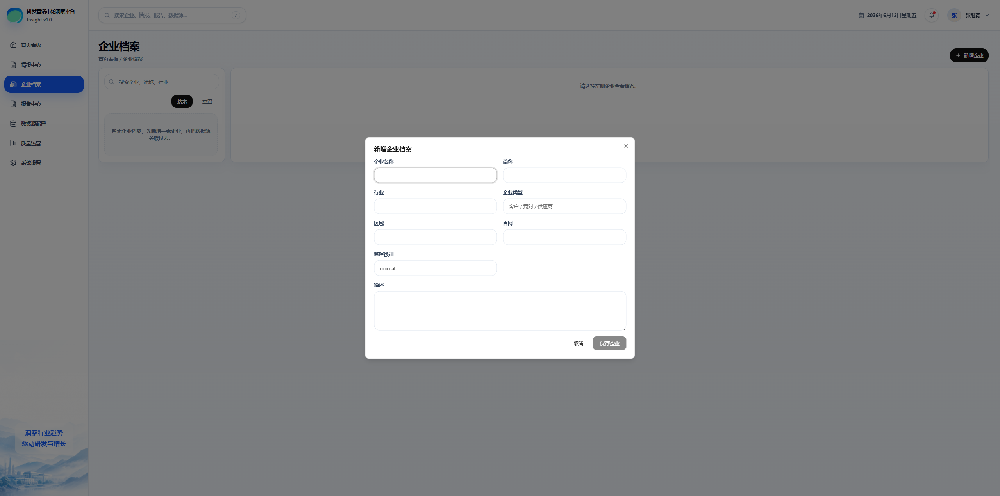 研发营销市场洞察平台
Insight v1.0
搜索企业、情报、报告、数据源...
/
2026年6月12日星期五
张
张继德
首页看板
情报中心
企业档案
报告中心
数据源配置
质量运营
系统设置
洞察行业趋势
驱动研发与增长
企业档案
首页看板 / 企业档案
新增企业
搜索企业、简称、行业
搜索
重置
暂无企业档案，先新增一家企业，再把数据源
关联过去。
请选择左侧企业查看档案。
新增企业档案
企业名称
简称
行业
企业类型
客户 / 竞对 / 供应商
区域
官网
监控级别
normal
描述
取消
保存企业